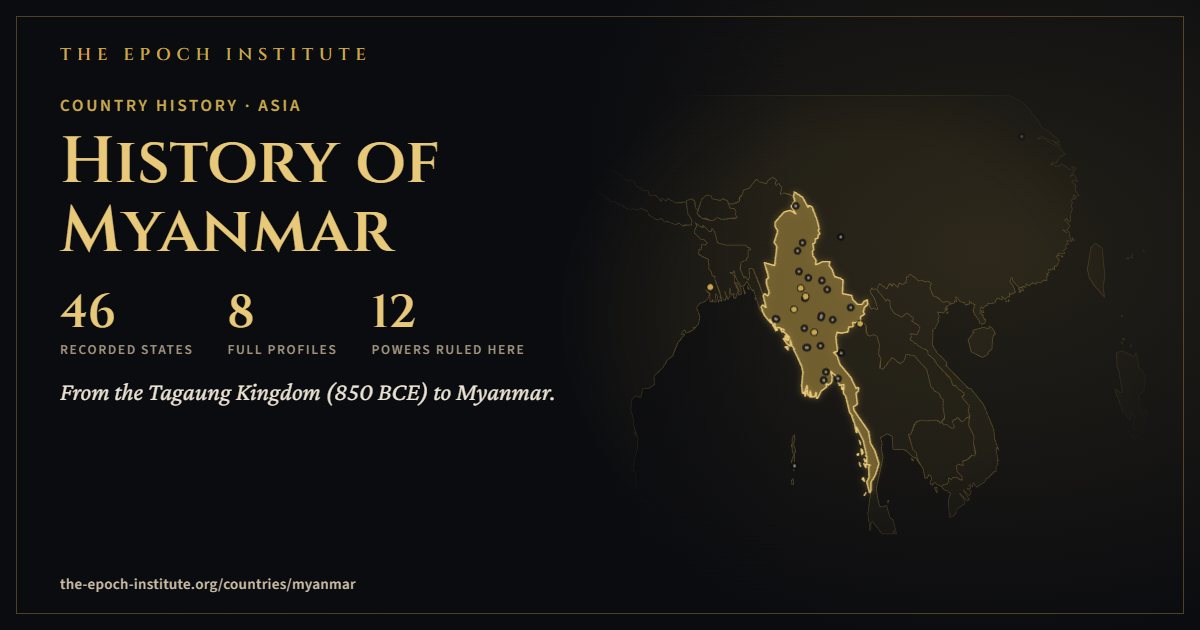 THE EPOCH INSTITUTE
COUNTRY HISTORY · ASIA
History of
Myanmar
46 8 12
RECORDED STATES FULL PROFILES POWERS RULED HERE
From the Tagaung Kingdom (850 BCE) to Myanmar.
the-epoch-institute.org/countries/myanmar